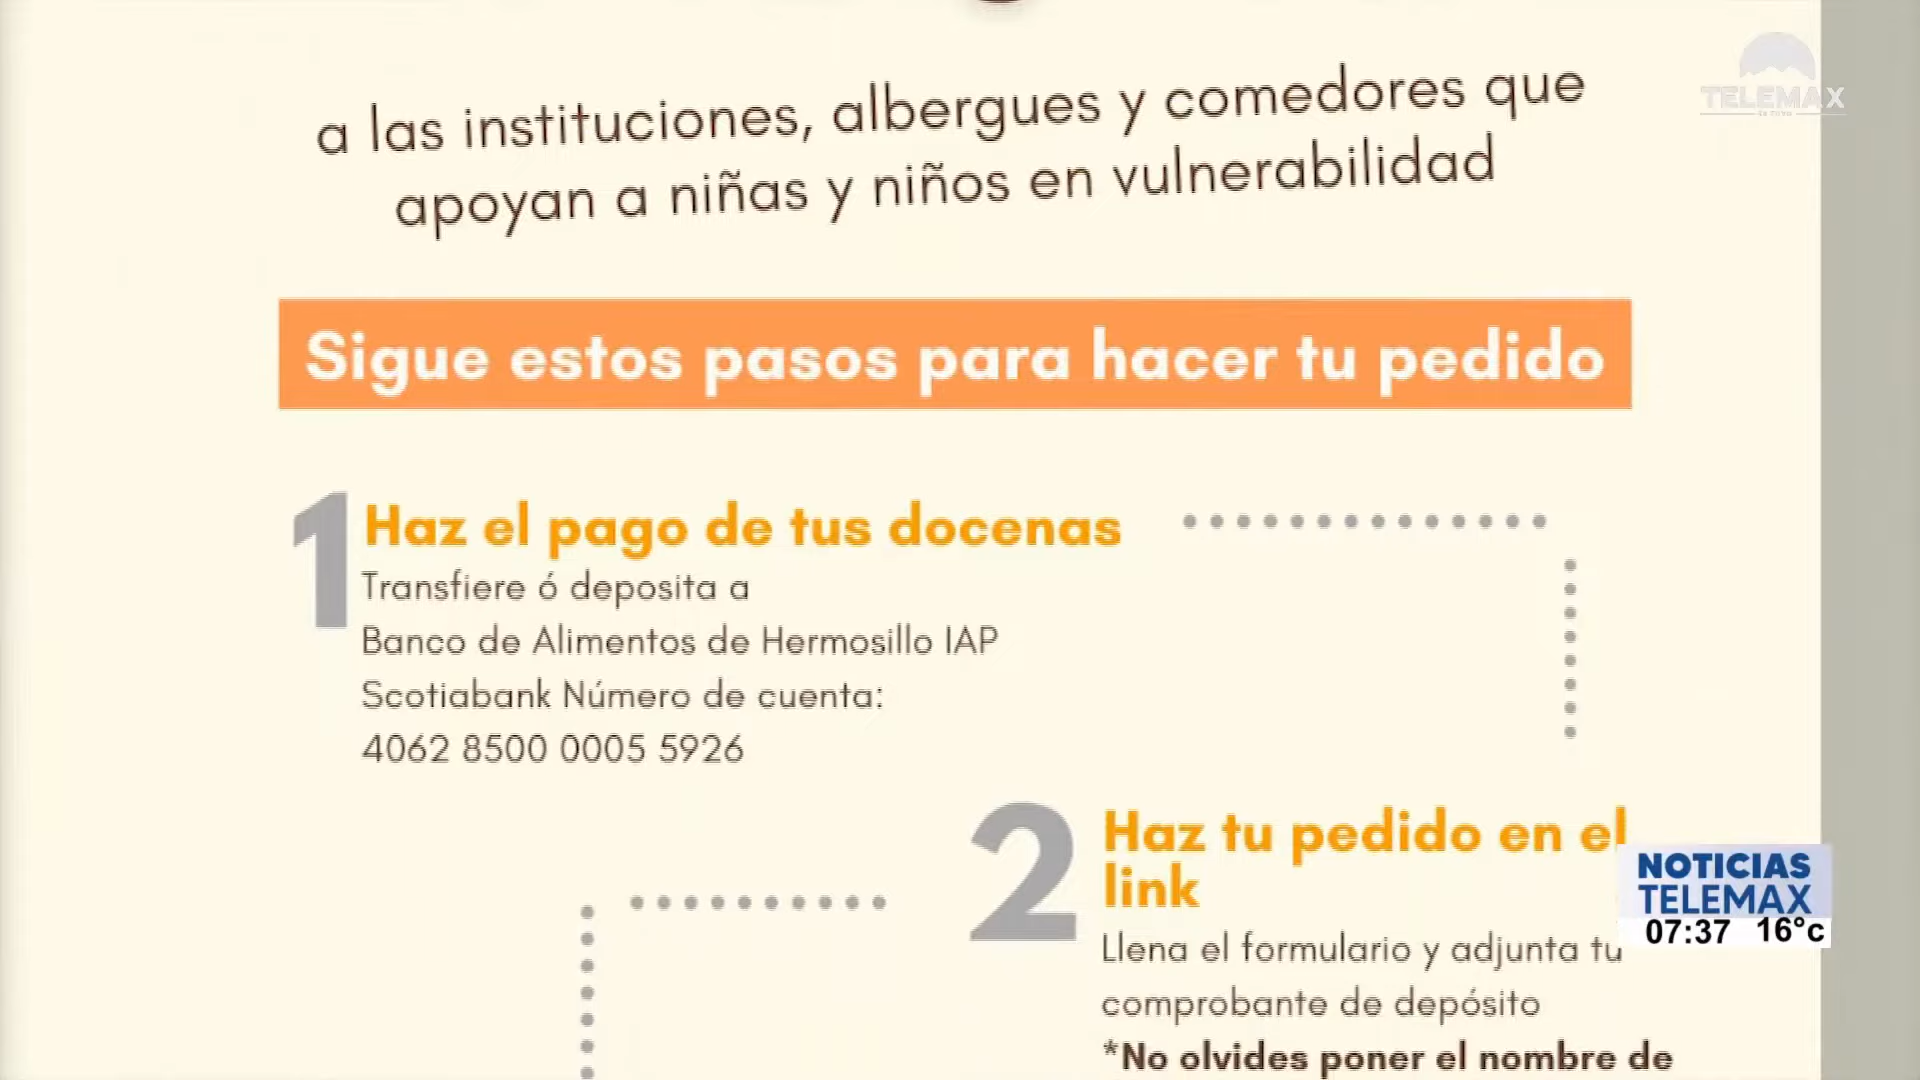 TELEMAX
a las instituciones, albergues y comedores que
apoyan a niñas y niños en vulnerabilidad
Sigue estos pasos para hacer tu pedido
1 Haz el pago de tus docenas
Transfiere ó deposita a
Banco de Alimentos de Hermosillo IAP
Scotiabank Número de cuenta:
4062 8500 0005 5926
2 Haz tu pedido en el
link
Llena el formulario y adjunta tu
comprobante de depósito
*No olvides poner el nombre de
NOTICIAS
TELEMAX
07:37 16°c